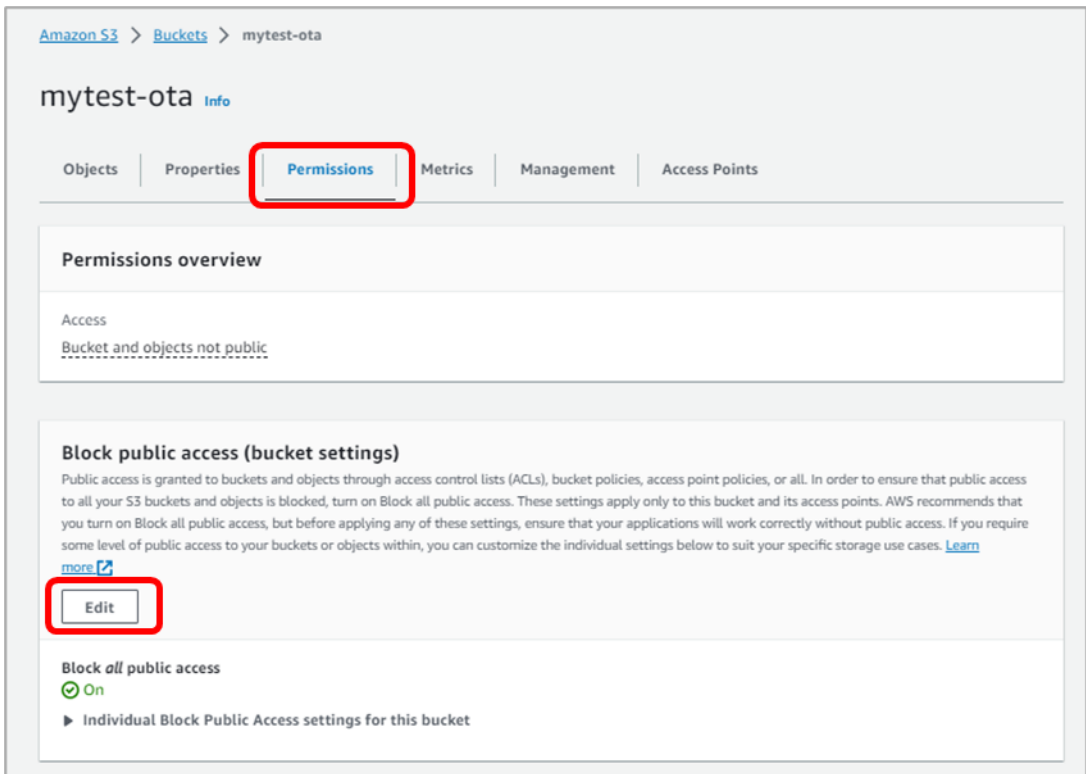 Amazon S3 > Buckets > mytest-ota
mytest-ota Info
Objects Properties Permissions Metrics Management Access Points
Permissions overview
Access
Bucket and objects not public
Block public access (bucket settings)
Public access is granted to buckets and objects through access control lists (ACLs), bucket policies, access point policies, or all. In order to ensure that public access
to all your S3 buckets and objects is blocked, turn on Block all public access. These settings apply only to this bucket and its access points. AWS recommends that
you turn on Block all public access, but before applying any of these settings, ensure that your applications will work correctly without public access. If you require
some level of public access to your buckets or objects within, you can customize the individual settings below to suit your specific storage use cases. Learn
more
Edit
Block all public access
On
Individual Block Public Access settings for this bucket